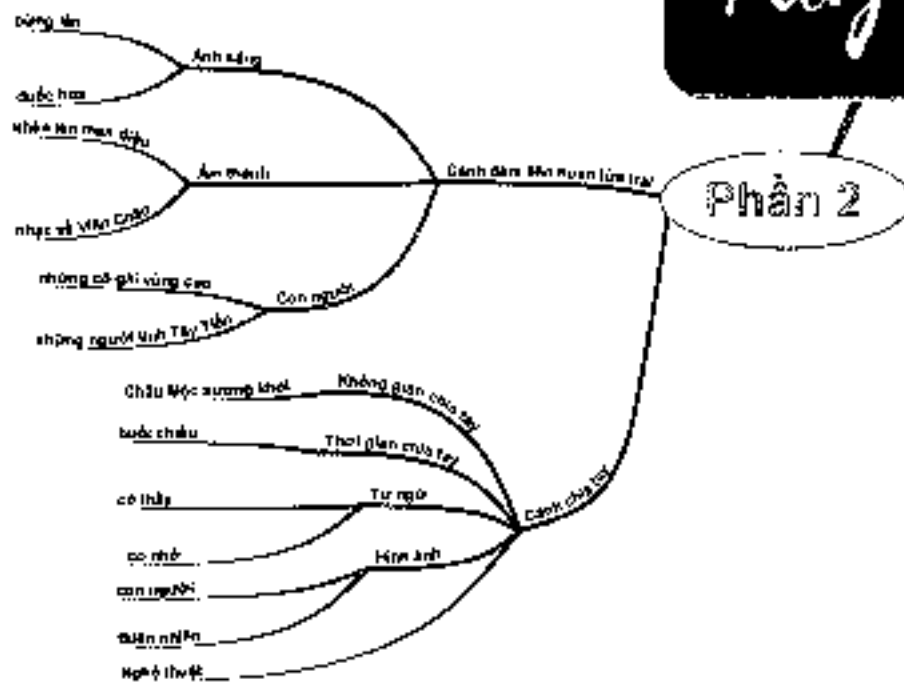 Phần 2
Cảnh đêm liên hoan lửa trại
Ánh sáng
bừng lên
đuốc hoa
Âm thanh
khèn lên man điệu
nhạc về Viên Chăn
Con người
những cô gái vùng cao
những người lính Tây Tiến
Cảnh chia tay
Không gian chia tay
Châu Mộc sương khói
Thời gian chia tay
buổi chiều
Từ ngữ
có thấy
có nhớ
Hình ảnh
con người
thiên nhiên
Nghệ thuật